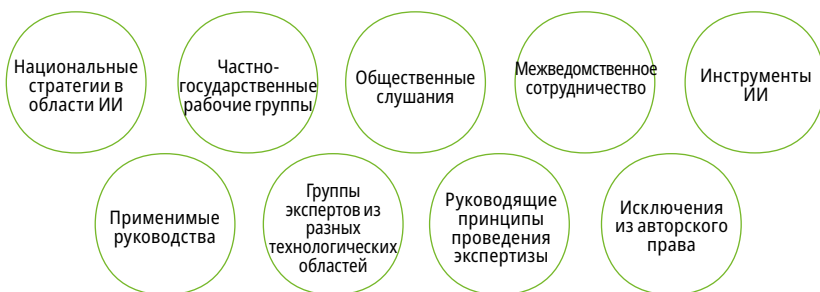 Национальные
стратегии в
области ИИ
Частно-
государственные
рабочие группы
Общественные
слушания
Межведомственное
сотрудничество
Инструменты
ИИ
Применимые
руководства
Группы
экспертов из
разных
технологических
областей
Руководящие
принципы
проведения
экспертизы
Исключения
из авторского
права